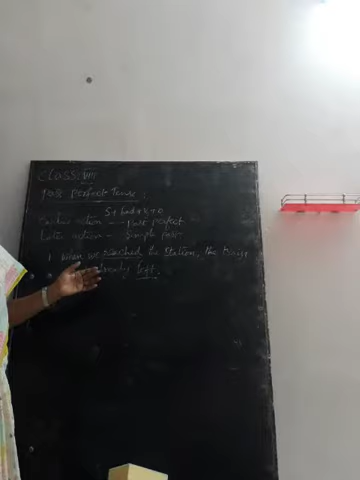 Class: VIII
Past perfect Tense :
S + had + V3 + O
Earlier action — Past perfect
Later action — Simple past
1. When we reached the station, the train
already left.